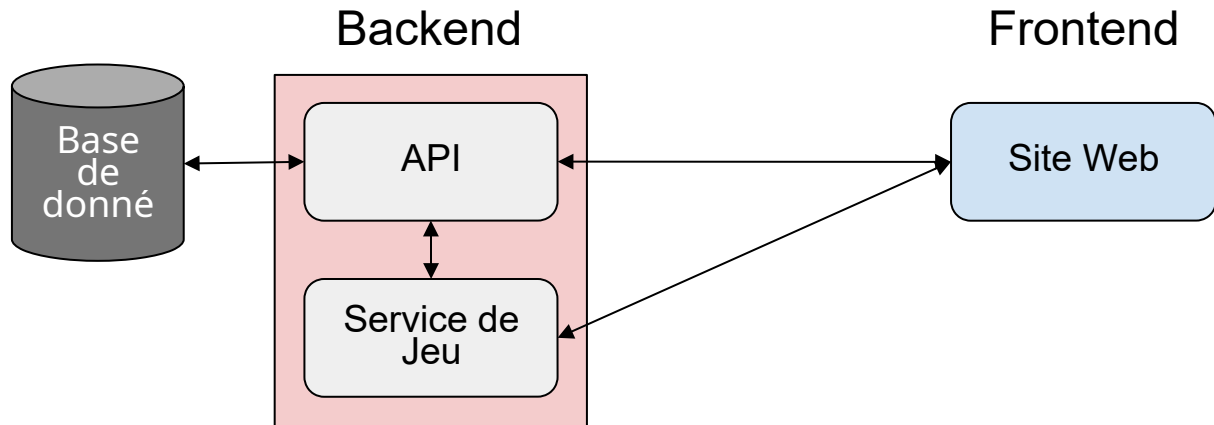 Backend
Frontend
Base
de
donné
API
Site Web
Service de
Jeu